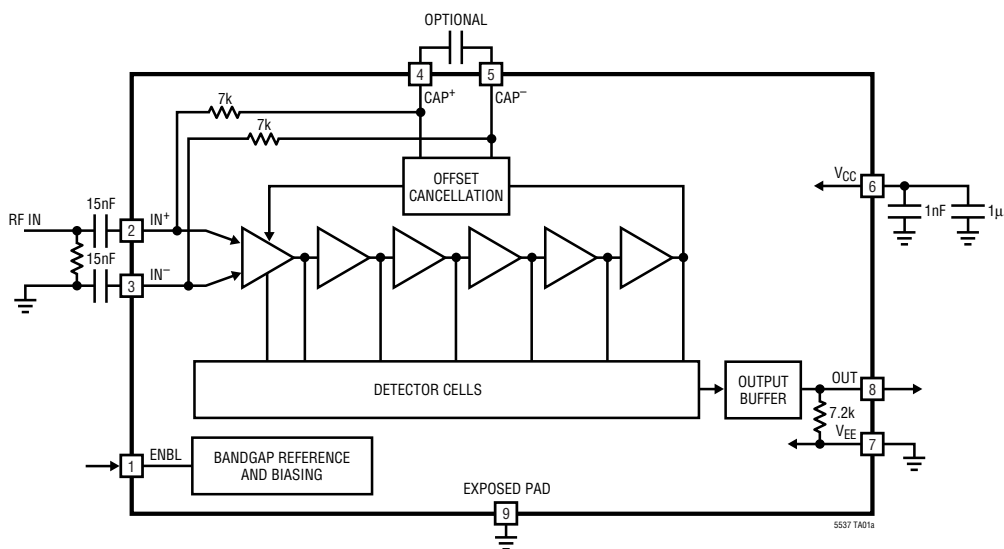 OPTIONAL
4
5
CAP+
CAP−
7k
7k
OFFSET
CANCELLATION
VCC
6
1nF
1µ
15nF
RF IN
2
IN+
15nF
3
IN−
DETECTOR CELLS
OUTPUT
BUFFER
OUT
8
7.2k
VEE
7
1
ENBL
BANDGAP REFERENCE
AND BIASING
EXPOSED PAD
9
5537 TA01a